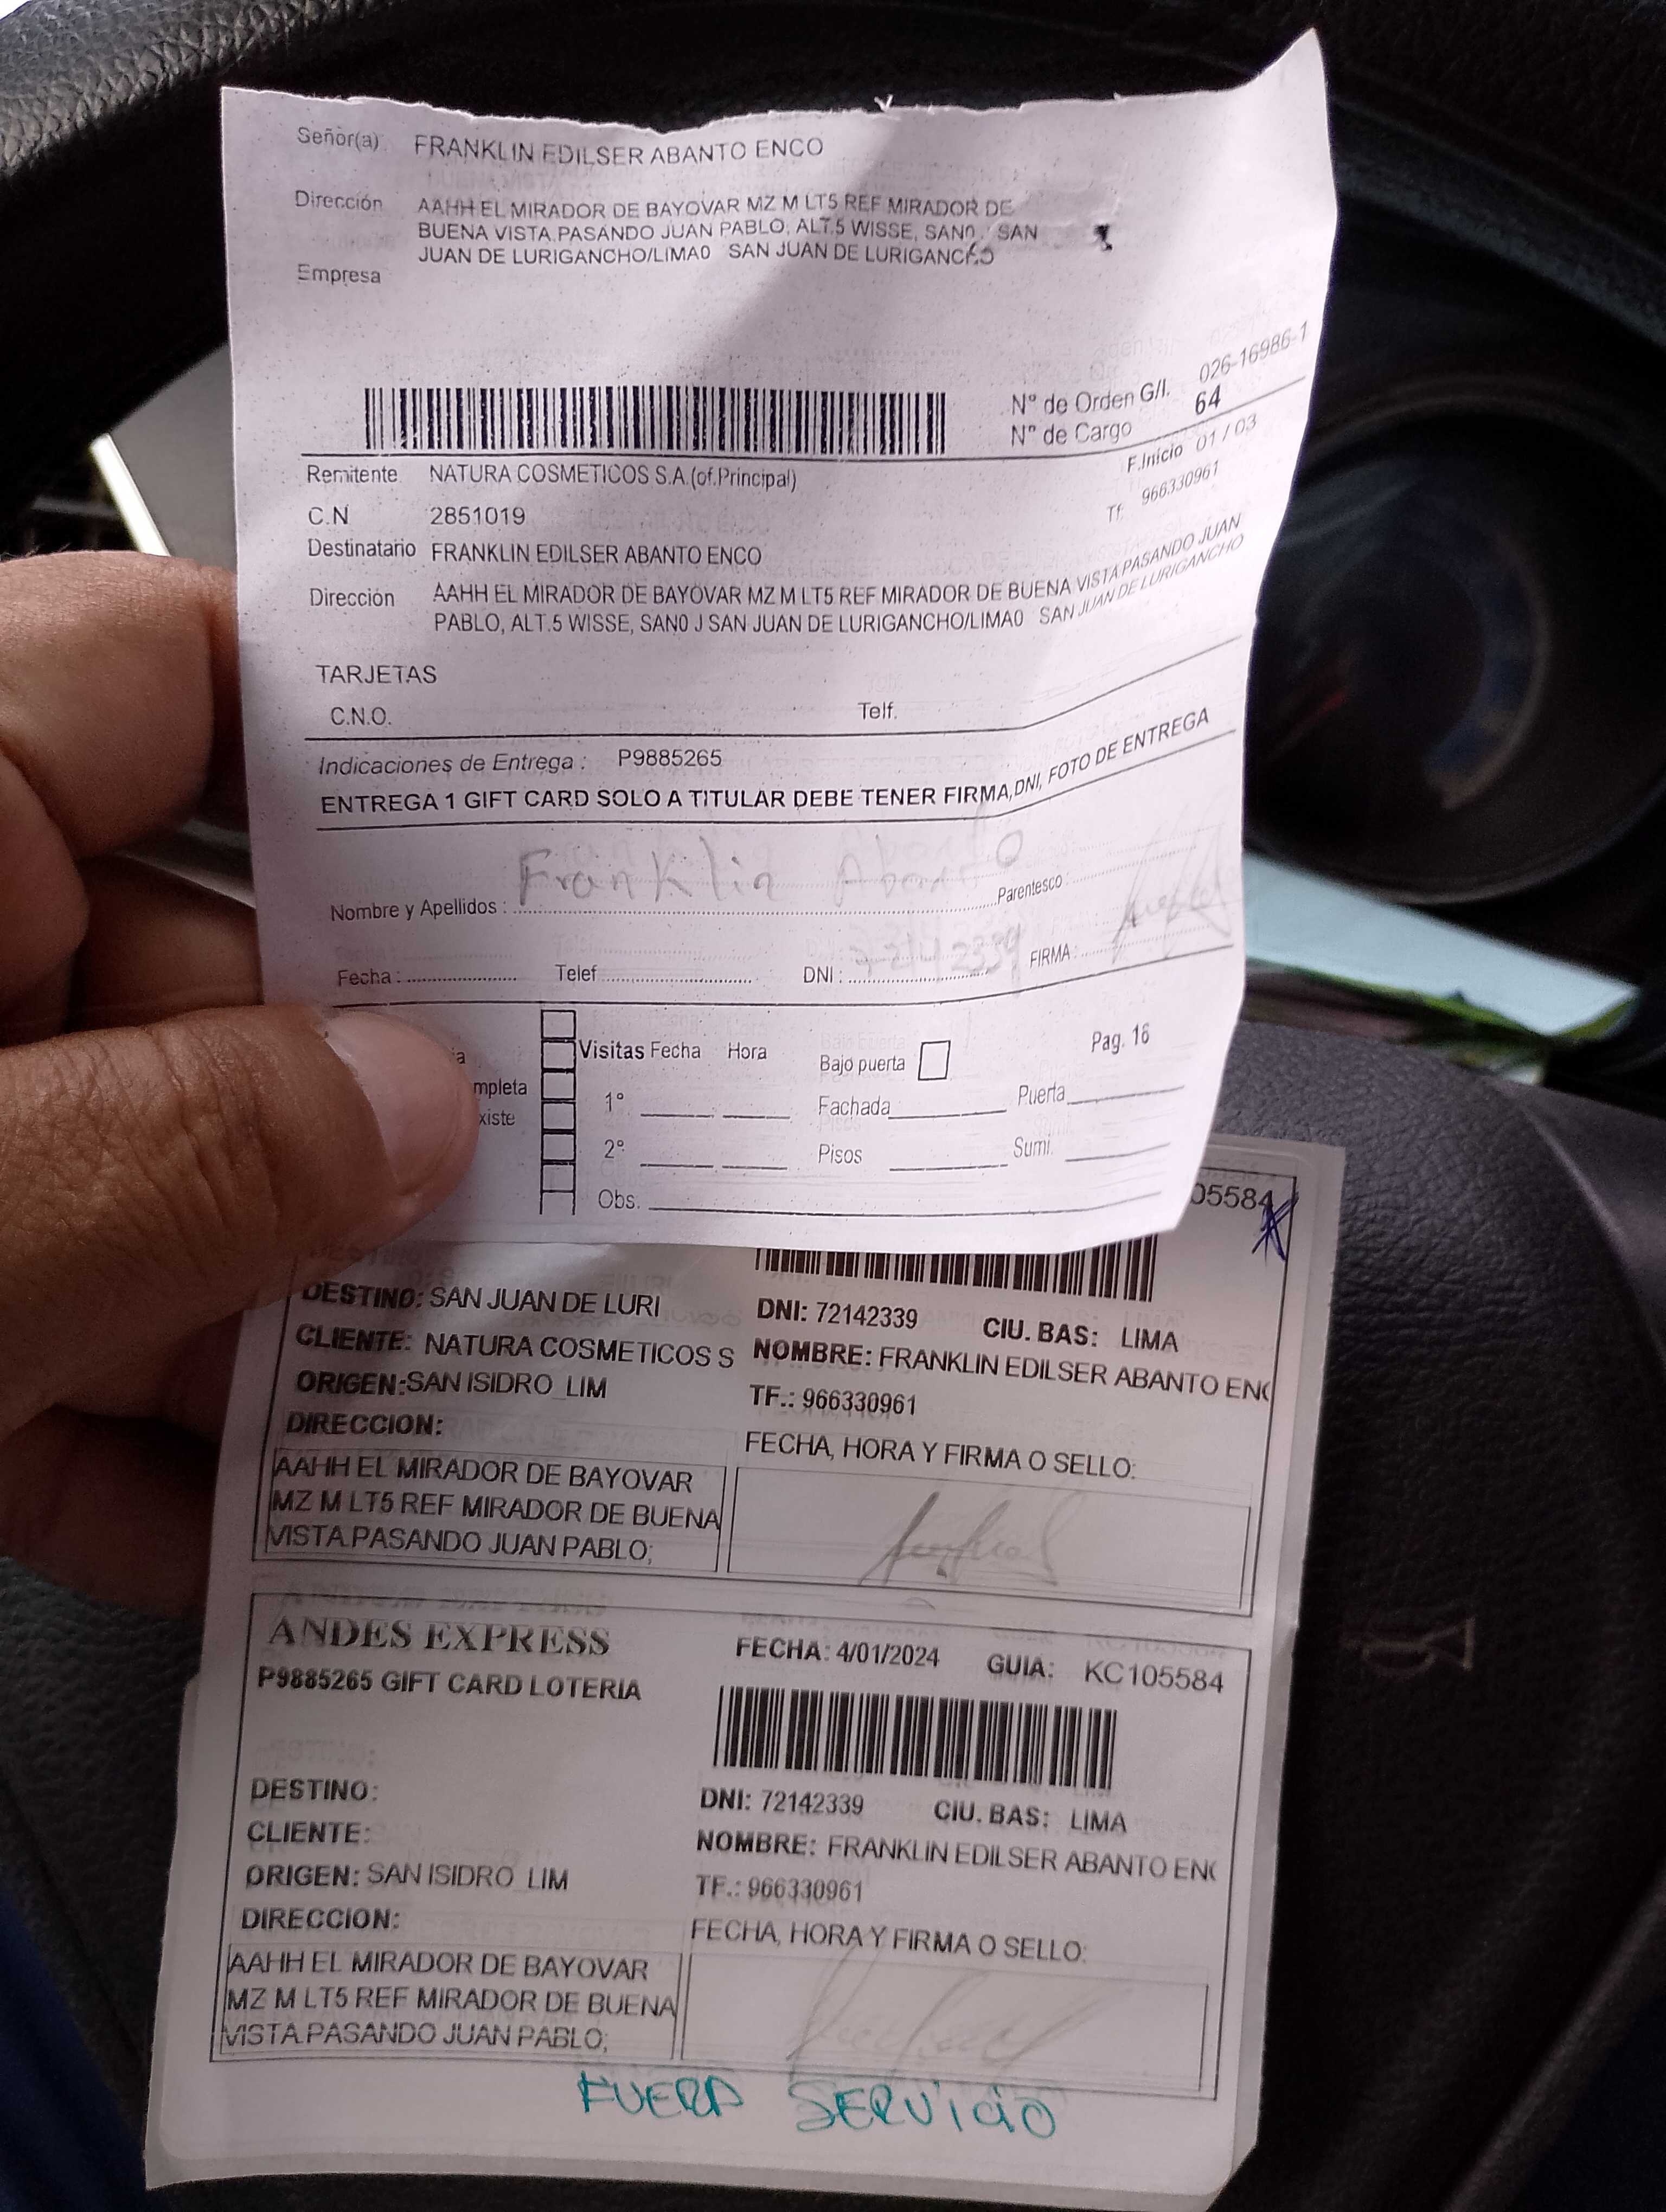 Señor(a) FRANKLIN EDILSER ABANTO ENCO
Dirección AAHH EL MIRADOR DE BAYOVAR MZ M LT5 REF MIRADOR DE
BUENA VISTA.PASANDO JUAN PABLO, ALT.5 WISSE, SAN0 SAN
JUAN DE LURIGANCHO/LIMA0 SAN JUAN DE LURIGANCHO
Empresa
Nº de Orden G/I. 026-16986-1
Nº de Cargo 64
Remitente NATURA COSMETICOS S.A.(of.Principal)
F.Inicio 01 / 03
C.N 2851019
Tf. 966330961
Destinatario FRANKLIN EDILSER ABANTO ENCO
Dirección AAHH EL MIRADOR DE BAYOVAR MZ M LT5 REF MIRADOR DE BUENA VISTA.PASANDO JUAN
PABLO, ALT.5 WISSE, SAN0 J SAN JUAN DE LURIGANCHO/LIMA0 SAN JUAN DE LURIGANCHO
TARJETAS
C.N.O. Telf.
Indicaciones de Entrega : P9885265
ENTREGA 1 GIFT CARD SOLO A TITULAR DEBE TENER FIRMA,DNI, FOTO DE ENTREGA
Nombre y Apellidos : Franklin Abanto Parentesco :
Fecha : Telef. DNI : 72142339 FIRMA :
Visitas Fecha Hora Bajo puerta Pag. 16
mpleta
xiste
1º Fachada Puerta
2º Pisos Sumi.
Obs.
05584
DESTINO: SAN JUAN DE LURI DNI: 72142339 CIU. BAS: LIMA
CLIENTE: NATURA COSMETICOS S NOMBRE: FRANKLIN EDILSER ABANTO ENC
ORIGEN:SAN ISIDRO_LIM TF.: 966330961
DIRECCION: FECHA, HORA Y FIRMA O SELLO:
AAHH EL MIRADOR DE BAYOVAR
MZ M LT5 REF MIRADOR DE BUENA
VISTA.PASANDO JUAN PABLO;
ANDES EXPRESS FECHA: 4/01/2024 GUIA: KC105584
P9885265 GIFT CARD LOTERIA
DESTINO: DNI: 72142339 CIU. BAS: LIMA
CLIENTE: NOMBRE: FRANKLIN EDILSER ABANTO EN
ORIGEN: SAN ISIDRO_LIM TF.: 966330961
DIRECCION: FECHA, HORA Y FIRMA O SELLO:
AAHH EL MIRADOR DE BAYOVAR
MZ M LT5 REF MIRADOR DE BUENA
VISTA.PASANDO JUAN PABLO;
FUERA SERVICIO